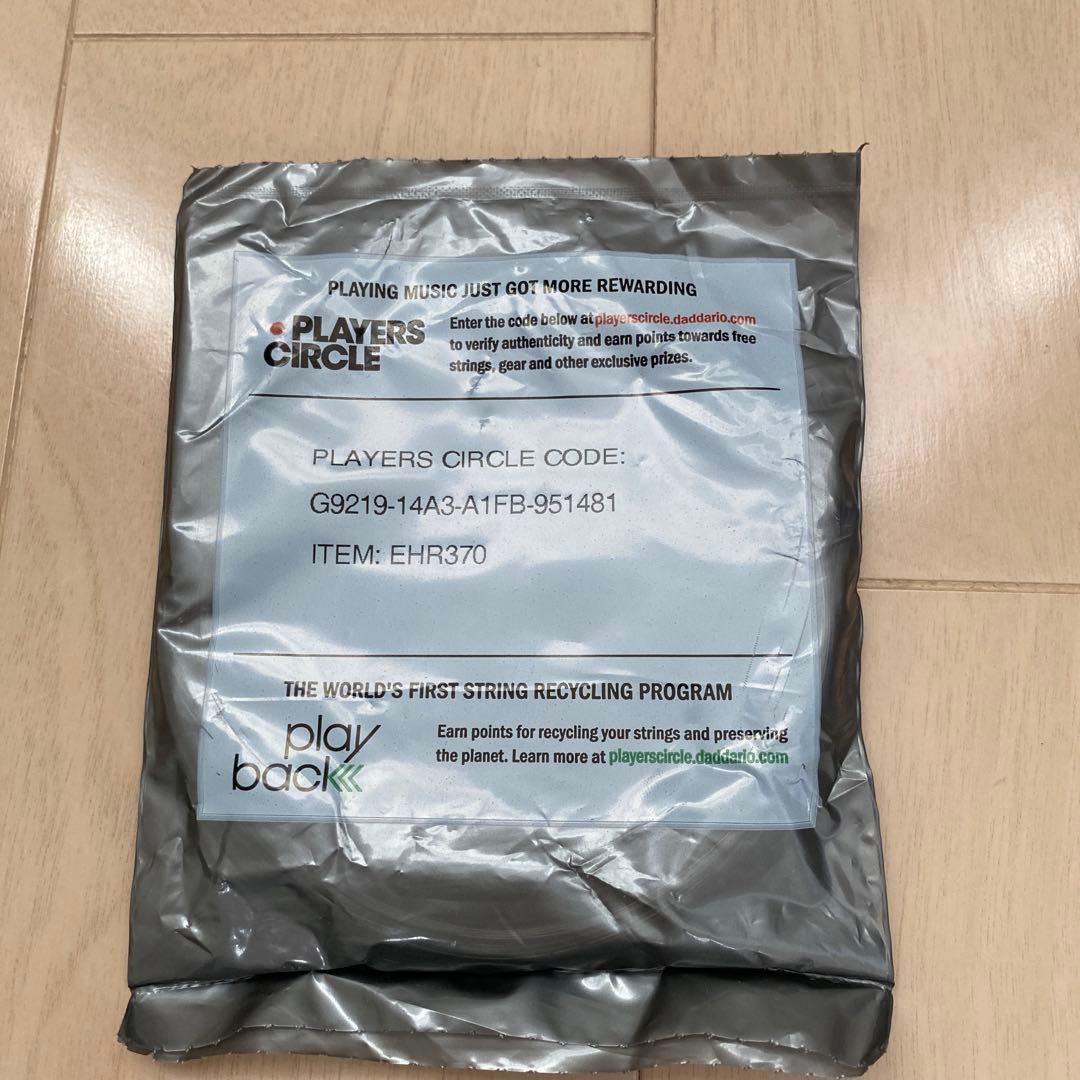 PLAYING MUSIC JUST GOT MORE REWARDING
PLAYERS
CIRCLE
Enter the code below at playerscircle.daddario.com
to verify authenticity and earn points towards free
strings, gear and other exclusive prizes.
PLAYERS CIRCLE CODE:
G9219-14A3-A1FB-951481
ITEM: EHR370
THE WORLD'S FIRST STRING RECYCLING PROGRAM
play
back
Earn points for recycling your strings and preserving
the planet. Learn more at playerscircle.daddario.com